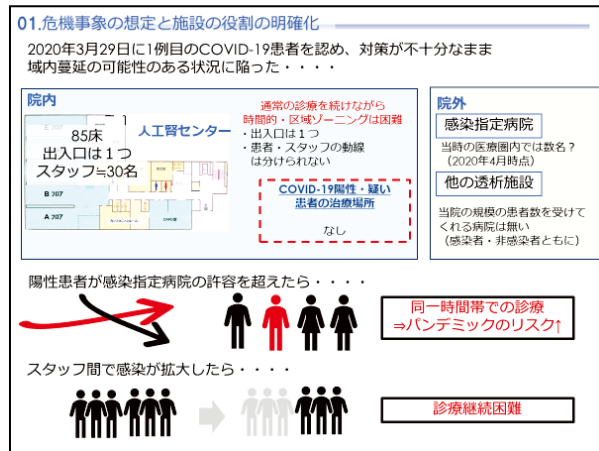 01.危機事象の想定と施設の役割の明確化
2020年3月29日に1例目のCOVID-19患者を認め、対策が不十分なまま
域内蔓延の可能性のある状況に陥った・・・・
院内
85床
出入口は１つ
スタッフ≒30名
人工腎センター
B 207
A 207
通常の診療を続けながら
時間的・区域ゾーニングは困難
・出入口は１つ
・患者・スタッフの動線
は分けられない
COVID-19陽性・疑い
患者の治療場所
なし
院外
感染指定病院
当時の医療圏内では数名？
（2020年4月時点）
他の透析施設
当院の規模の患者数を受けて
くれる病院は無い
（感染者・非感染者ともに）
陽性患者が感染指定病院の許容を超えたら・・・・
同一時間帯での診療
⇒パンデミックのリスク↑
スタッフ間で感染が拡大したら・・・・
診療継続困難